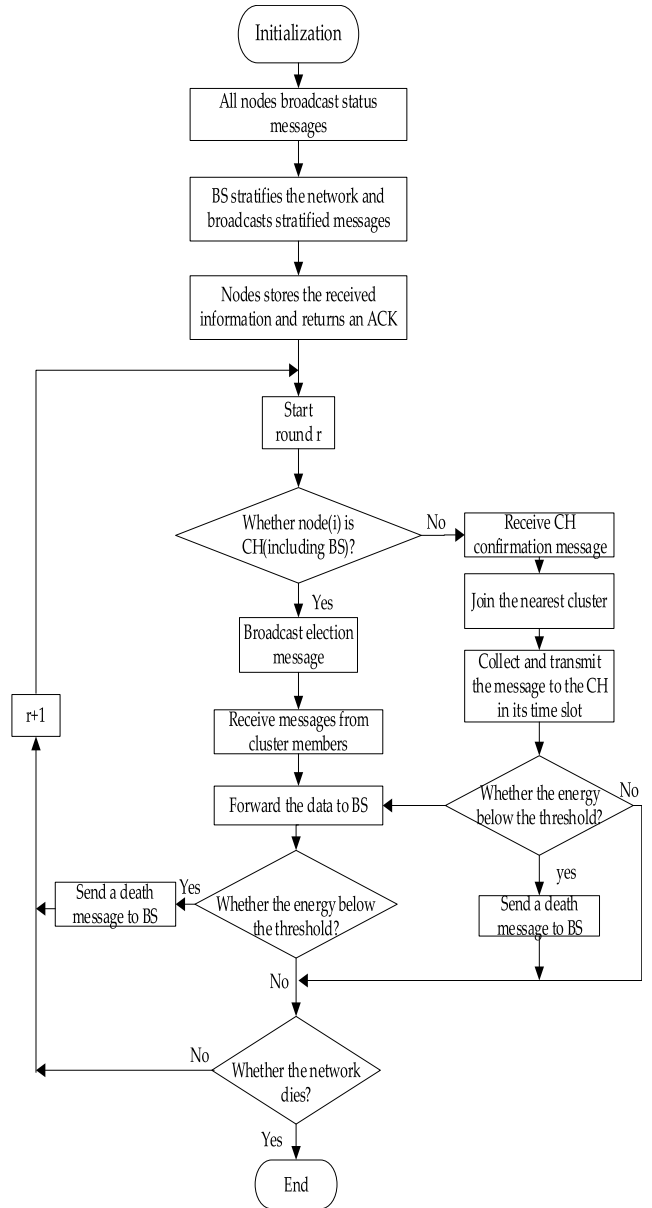 Initialization
All nodes broadcast status
messages
BS stratifies the network and
broadcasts stratified messages
Nodes stores the received
information and returns an ACK
Start
round r
Whether node(i) is
CH(including BS)?
No
Receive CH
confirmation message
Yes
Join the nearest cluster
Broadcast election
message
Collect and transmit
the message to the CH
in its time slot
r+1
Receive messages from
cluster members
Forward the data to BS
Whether the energy
below the threshold?
No
yes
Send a death
message to BS
Yes
Send a death
message to BS
Whether the energy below
the threshold?
No
No
Whether the network
dies?
Yes
End